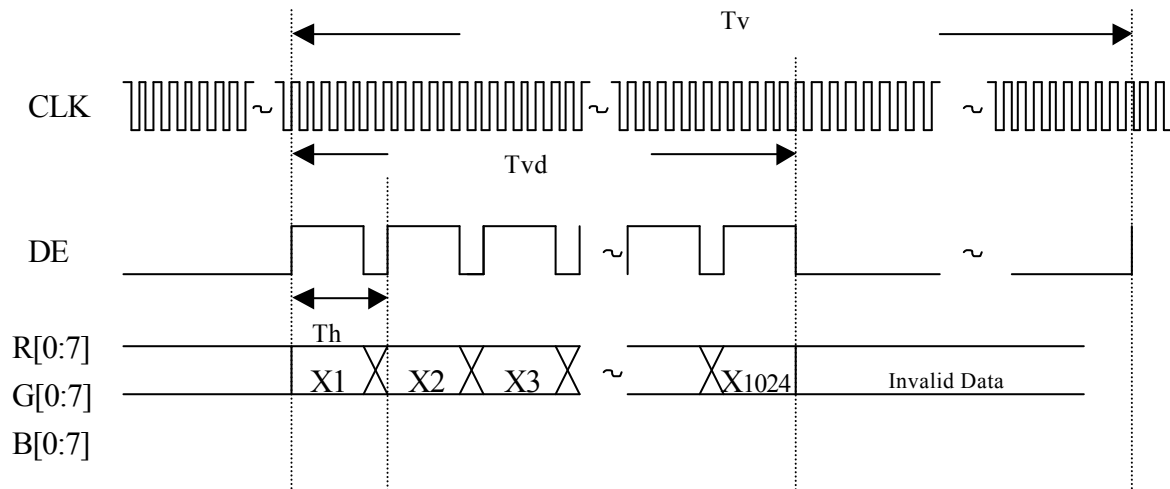 Tv
CLK
Tvd
DE
Th
R[0:7]
X1 X2 X3 X1024 Invalid Data
G[0:7]
B[0:7]